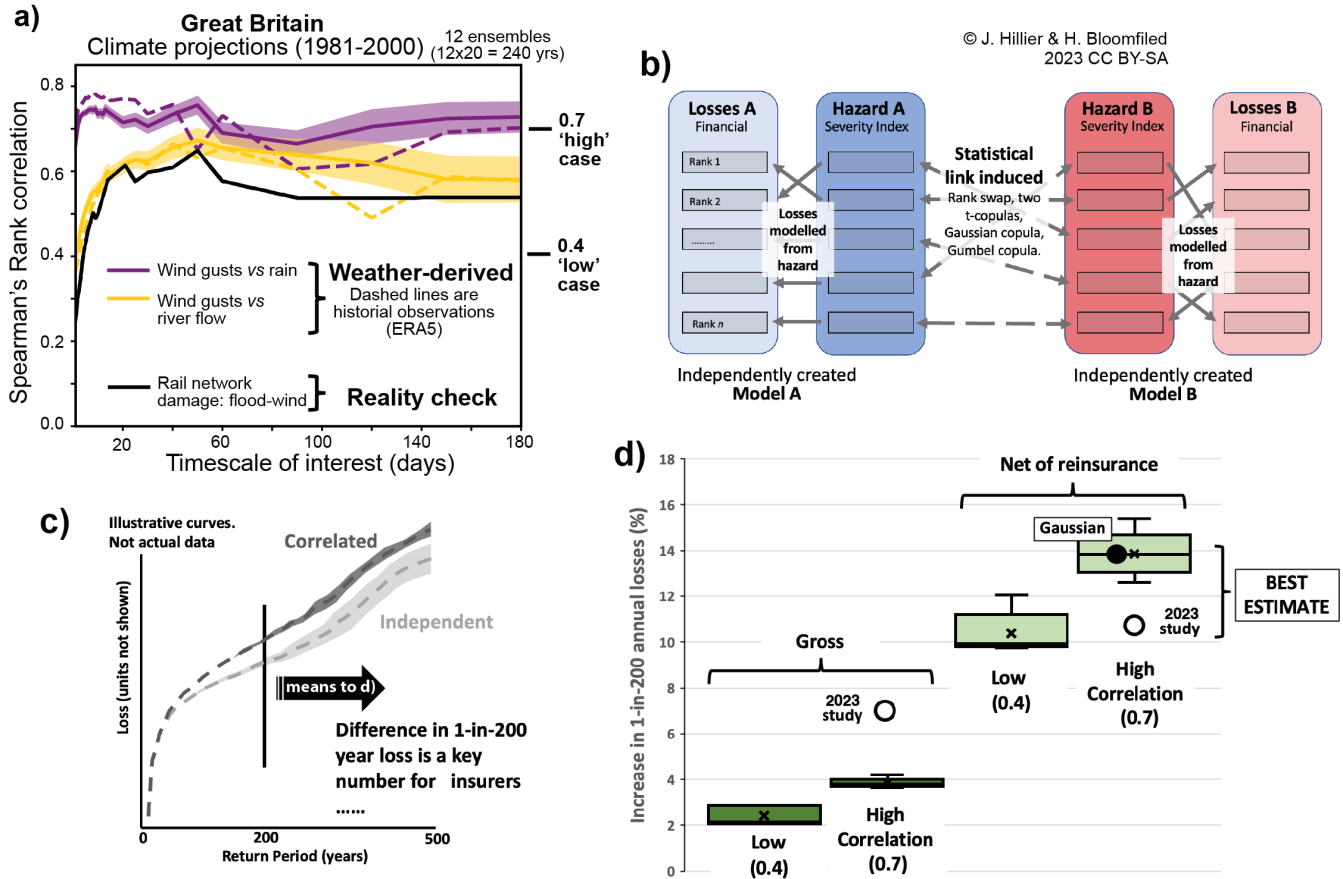 a)
Great Britain
Climate projections (1981-2000)
12 ensembles
(12x20 = 240 yrs)
Spearman's Rank correlation
0.8
0.6
0.4
0.2
0.0
20
60
100
140
180
Timescale of interest (days)
0.7
'high'
case
0.4
'low'
case
Wind gusts vs rain
Wind gusts vs
river flow
Weather-derived
Dashed lines are
historial observations
(ERA5)
Rail network
damage: flood-wind
Reality check
© J. Hillier & H. Bloomfiled
2023 CC BY-SA
b)
Losses A
Financial
Rank 1
Rank 2
.........
Rank n
Hazard A
Severity Index
Losses
modelled
from
hazard
Statistical
link induced
Rank swap, two
t-copulas,
Gaussian copula,
Gumbel copula.
Hazard B
Severity Index
Losses B
Financial
Losses
modelled
from
hazard
Independently created
Model A
Independently created
Model B
c)
Illustrative curves.
Not actual data
Correlated
Independent
means to d)
Difference in 1-in-200
year loss is a key
number for insurers
......
Loss (units not shown)
0
200
500
Return Period (years)
d)
Increase in 1-in-200 annual losses (%)
18
16
14
12
10
8
6
4
2
0
Net of reinsurance
Gaussian
BEST
ESTIMATE
2023
study
Gross
2023
study
Low
(0.4)
High
Correlation
(0.7)
Low
(0.4)
High
Correlation
(0.7)